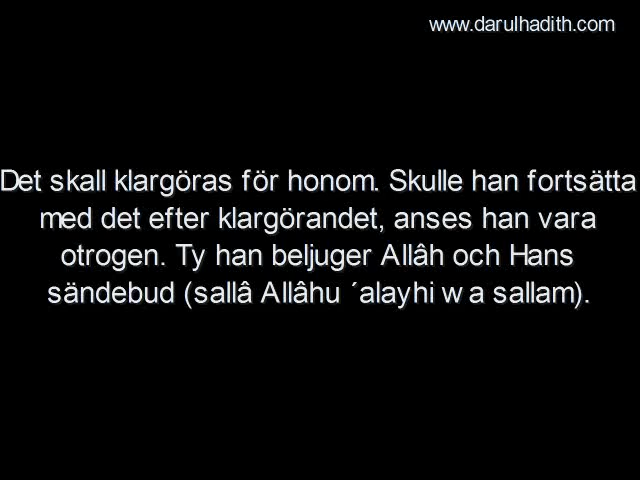 www.darulhadith.com
Det skall klargöras för honom. Skulle han fortsätta
med det efter klargörandet, anses han vara
otrogen. Ty han beljuger Allâh och Hans
sändebud (sallâ Allâhu ´alayhi wa sallam).